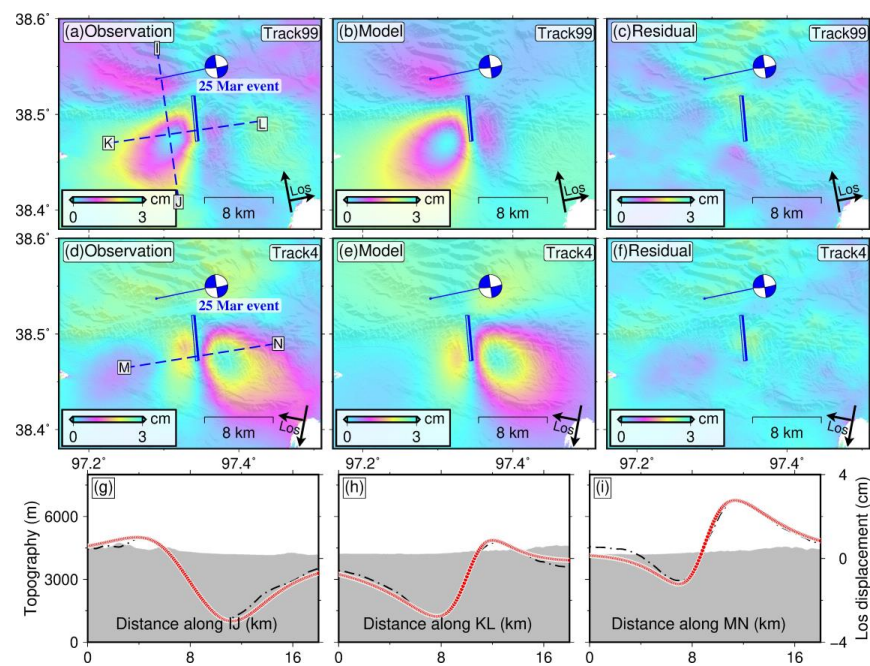 38.6°
(a)Observation
I
Track99
(b)Model
Track99
(c)Residual
Track99
25 Mar event
38.5°
K
L
J
Los
cm
0 3
8 km
Los
cm
0 3
8 km
Los
cm
0 3
8 km
38.4°
38.6°
(d)Observation
Track4
(e)Model
Track4
(f)Residual
Track4
25 Mar event
38.5°
M
N
Los
cm
0 3
8 km
Los
cm
0 3
8 km
Los
cm
0 3
8 km
38.4°
97.2° 97.4° 97.2° 97.4° 97.2° 97.4°
(g)
(h)
(i)
Topography (m)
6000
3000
0
4
0
−4
Los displacement (cm)
Distance along IJ (km)
Distance along KL (km)
Distance along MN (km)
0 8 16 0 8 16 0 8 16